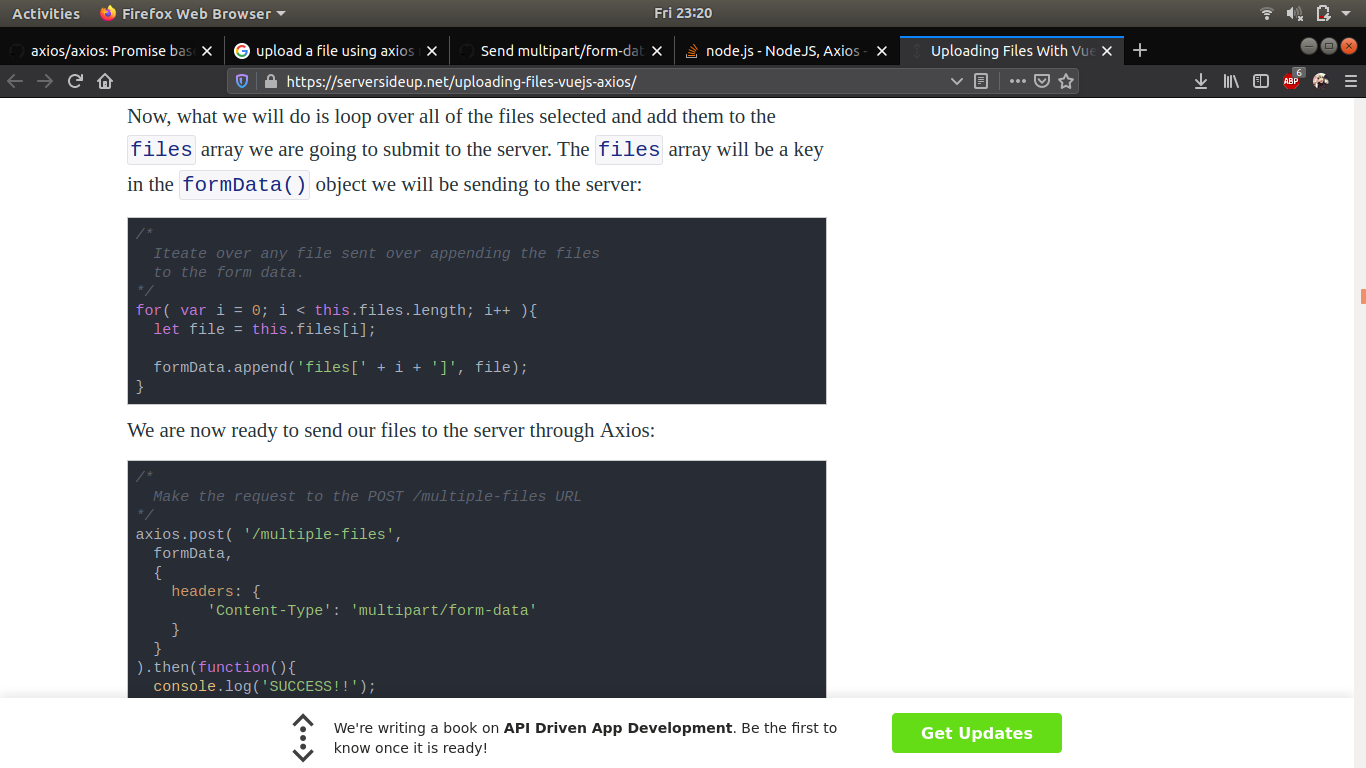 Activities
Firefox Web Browser
Fri 23:20
axios/axios: Promise bas
upload a file using axios
Send multipart/form-dat
node.js - NodeJS, Axios -
Uploading Files With Vue
https://serversideup.net/uploading-files-vuejs-axios/
ABP
6
Now, what we will do is loop over all of the files selected and add them to the
files array we are going to submit to the server. The files array will be a key
in the formData() object we will be sending to the server:
/*
  Iteate over any file sent over appending the files
  to the form data.
*/
for( var i = 0; i < this.files.length; i++ ){
  let file = this.files[i];
  formData.append('files[' + i + ']', file);
}
We are now ready to send our files to the server through Axios:
/*
  Make the request to the POST /multiple-files URL
*/
axios.post( '/multiple-files',
  formData,
  {
    headers: {
        'Content-Type': 'multipart/form-data'
    }
  }
).then(function(){
  console.log('SUCCESS!!');
We're writing a book on API Driven App Development. Be the first to
know once it is ready!
Get Updates